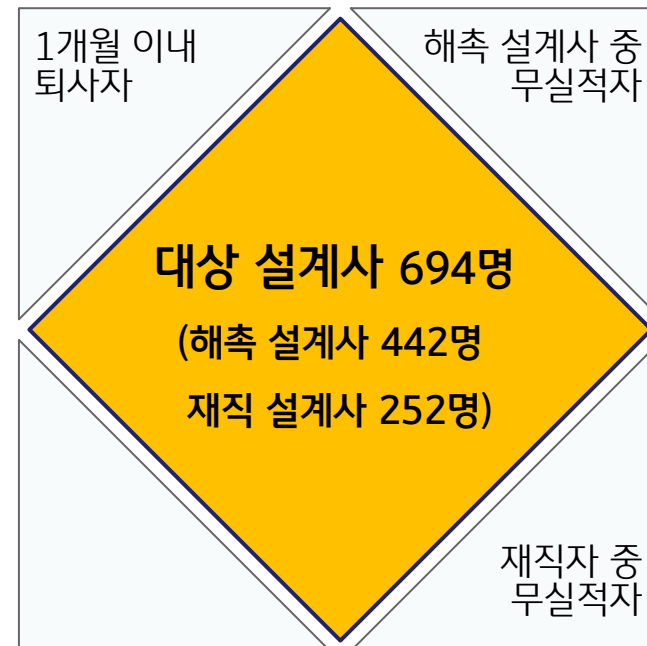 1개월 이내
퇴사자
해촉 설계사 중
무실적자
대상 설계사 694명
(해촉 설계사 442명
재직 설계사 252명)
재직자 중
무실적자